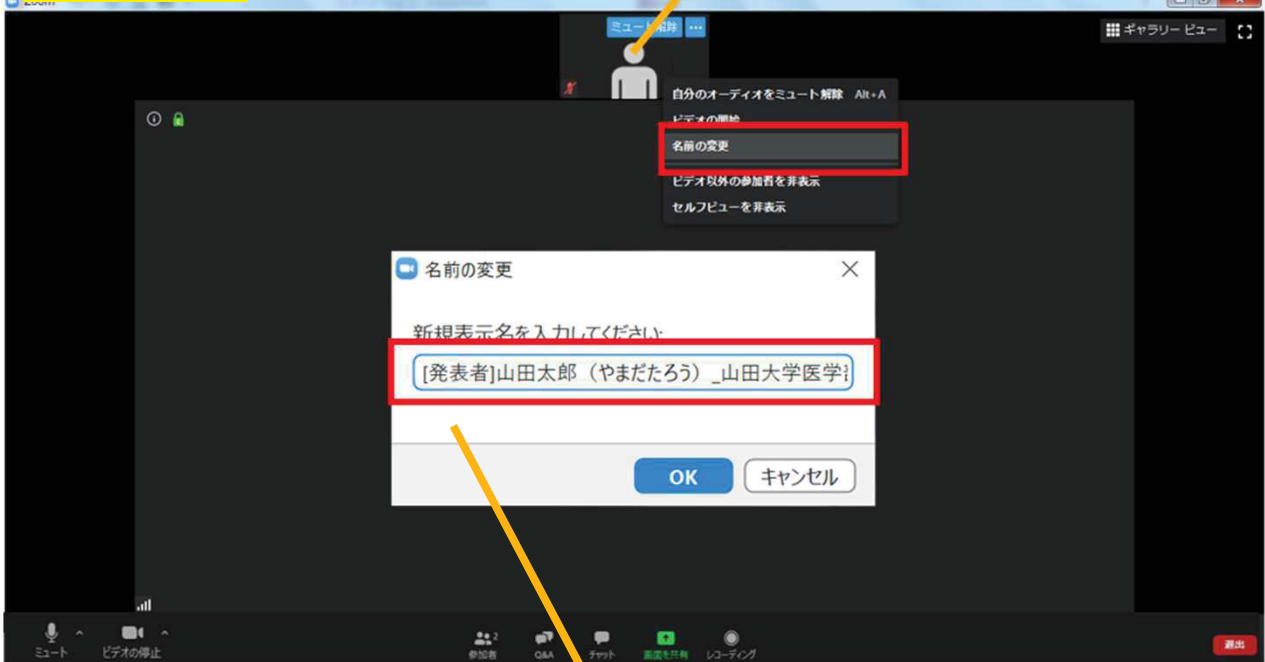 Zoom
ミュート解除 ...
ギャラリー ビュー
自分のオーディオをミュート解除 Alt+A
ビデオの開始
名前の変更
ビデオ以外の参加者を非表示
セルフビューを非表示
名前の変更
新規表示名を入力してください:
[発表者]山田太郎（やまだたろう）_山田大学医学
OK キャンセル
ミュート ビデオの停止 参加者 2 Q&A チャット 画面を共有 レコーディング 退出